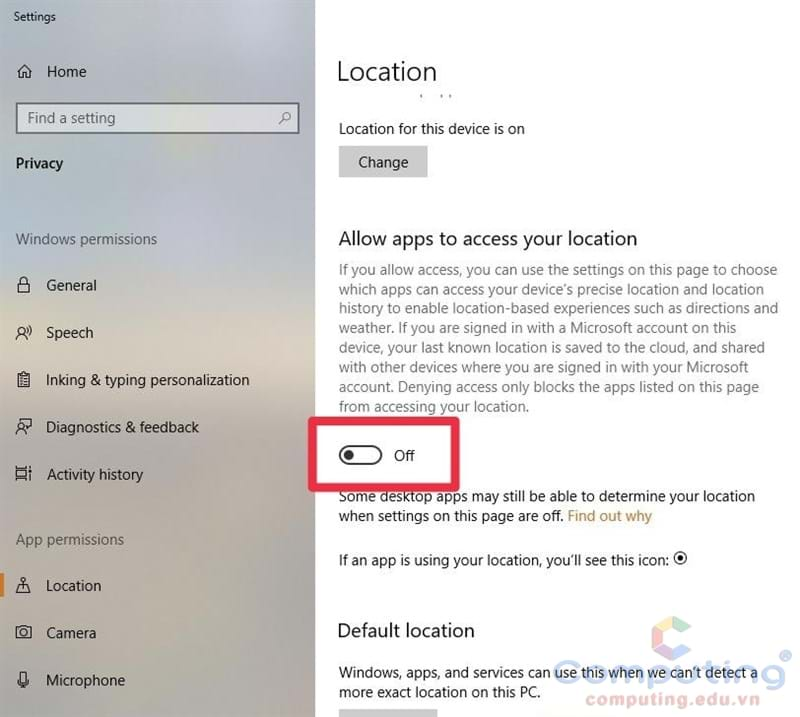 Settings
Home
Find a setting
Privacy
Windows permissions
General
Speech
Inking & typing personalization
Diagnostics & feedback
Activity history
App permissions
Location
Camera
Microphone
Location
Location for this device is on
Change
Allow apps to access your location
If you allow access, you can use the settings on this page to choose
which apps can access your device's precise location and location
history to enable location-based experiences such as directions and
weather. If you are signed in with a Microsoft account on this
device, your last known location is saved to the cloud, and shared
with other devices where you are signed in with your Microsoft
account. Denying access only blocks the apps listed on this page
from accessing your location.
Off
Some desktop apps may still be able to determine your location
when settings on this page are off. Find out why
If an app is using your location, you'll see this icon:
Default location
Windows, apps, and services can use this when we can't detect a
more exact location on this PC.
Computing®
computing.edu.vn